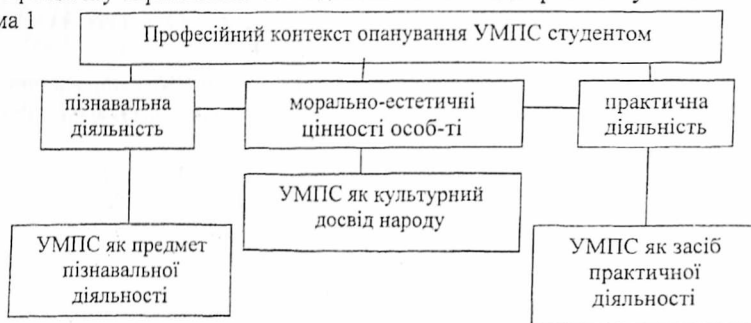 ма 1
Професійний контекст опанування УМПС студентом
пізнавальна
діяльність
морально-естетичні
цінності особ-ті
практична
діяльність
УМПС як культурний
досвід народу
УМПС як предмет
пізнавальної
діяльності
УМПС як засіб
практичної
діяльності